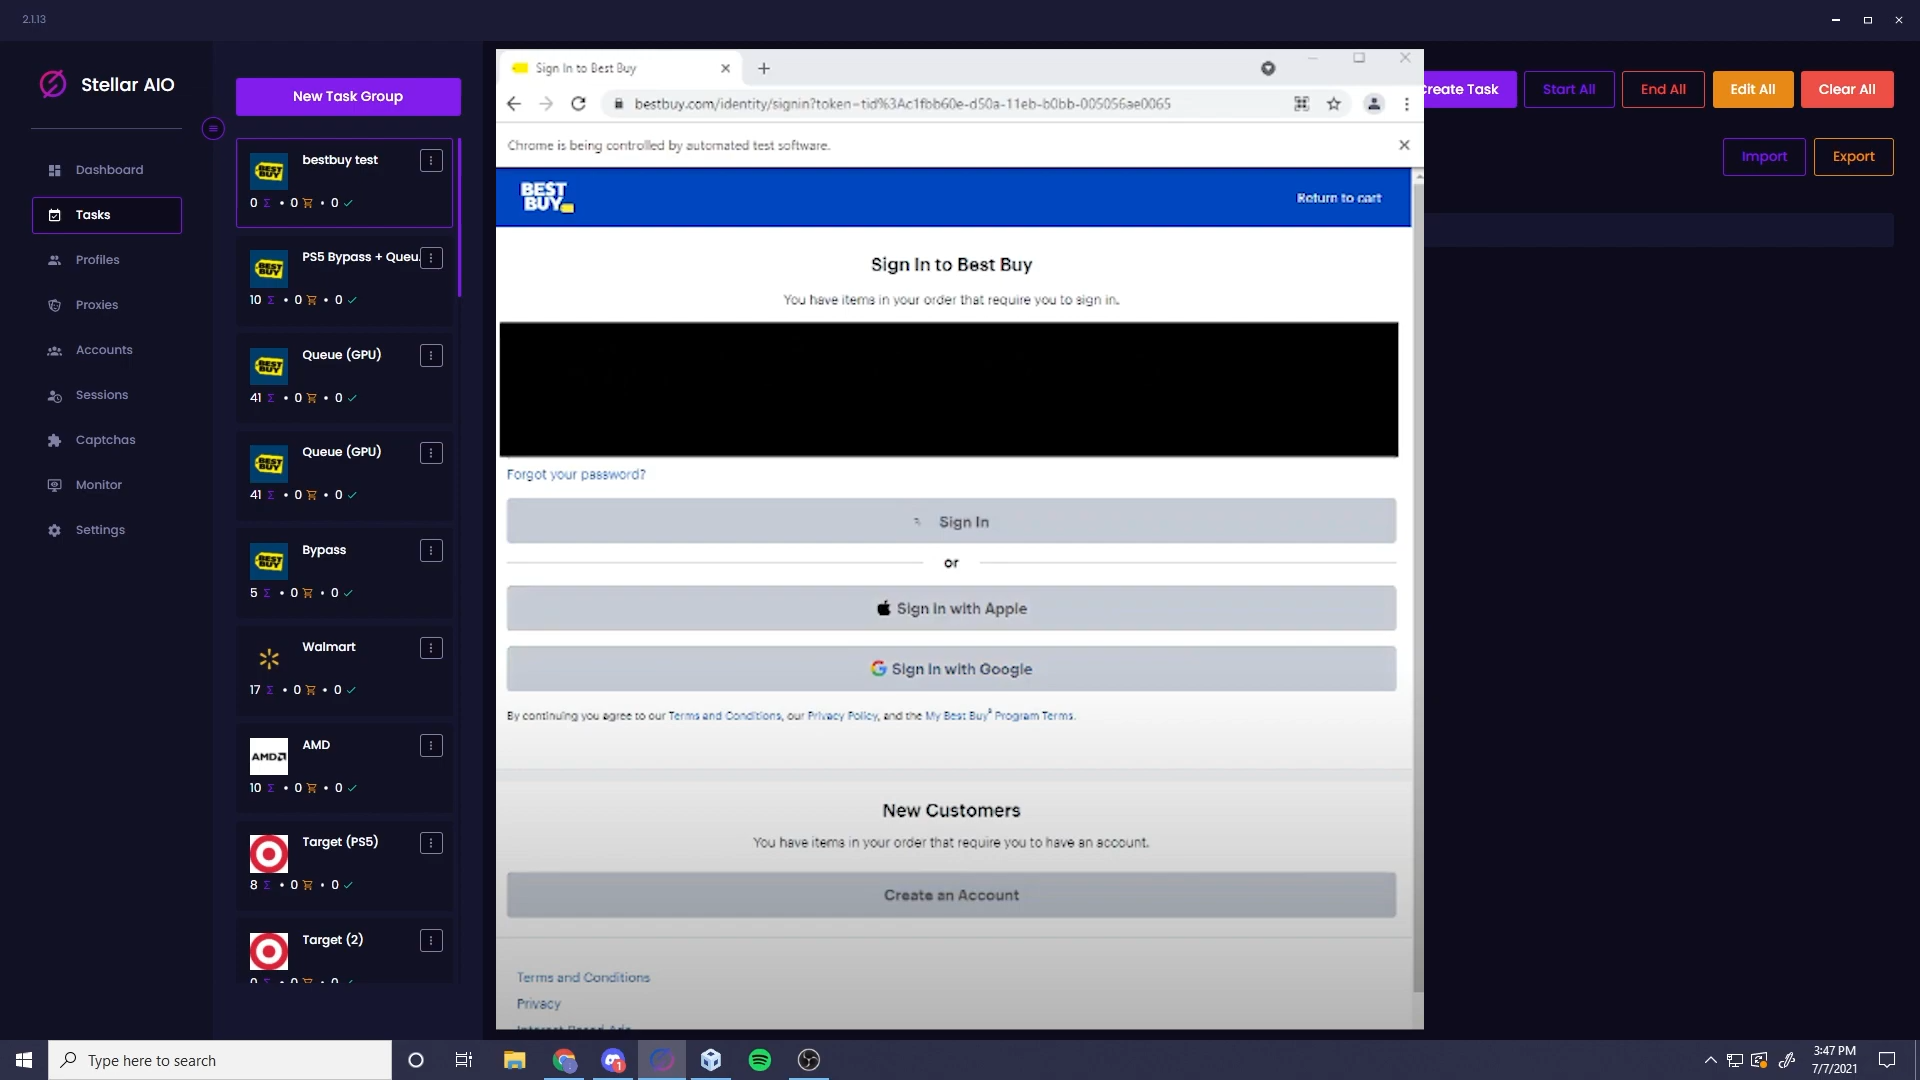 2.1.13
Stellar AIO
Dashboard
Tasks
Profiles
Proxies
Accounts
Sessions
Captchas
Monitor
Settings
New Task Group
bestbuy test
0 Σ • 0 • 0 ✓
PS5 Bypass + Queu.
10 Σ • 0 • 0 ✓
Queue (GPU)
41 Σ • 0 • 0 ✓
Queue (GPU)
41 Σ • 0 • 0 ✓
Bypass
5 Σ • 0 • 0 ✓
Walmart
17 Σ • 0 • 0 ✓
AMD
AMD
10 Σ • 0 • 0 ✓
Target (PS5)
8 Σ • 0 • 0 ✓
Target (2)
Sign In to Best Buy
bestbuy.com/identity/signin?token=tid%3Ac1fbb60e-d50a-11eb-b0bb-005056ae0065
Chrome is being controlled by automated test software.
BEST BUY
Return to cart
Sign In to Best Buy
You have items in your order that require you to sign in.
Forgot your password?
Sign In
or
Sign in with Apple
Sign in with Google
By continuing you agree to our Terms and Conditions, our Privacy Policy, and the My Best Buy® Program Terms.
New Customers
You have items in your order that require you to have an account.
Create an Account
Terms and Conditions
Privacy
Interest Based Ads
Create Task
Start All
End All
Edit All
Clear All
Import
Export
Type here to search
1
3:47 PM
7/7/2021